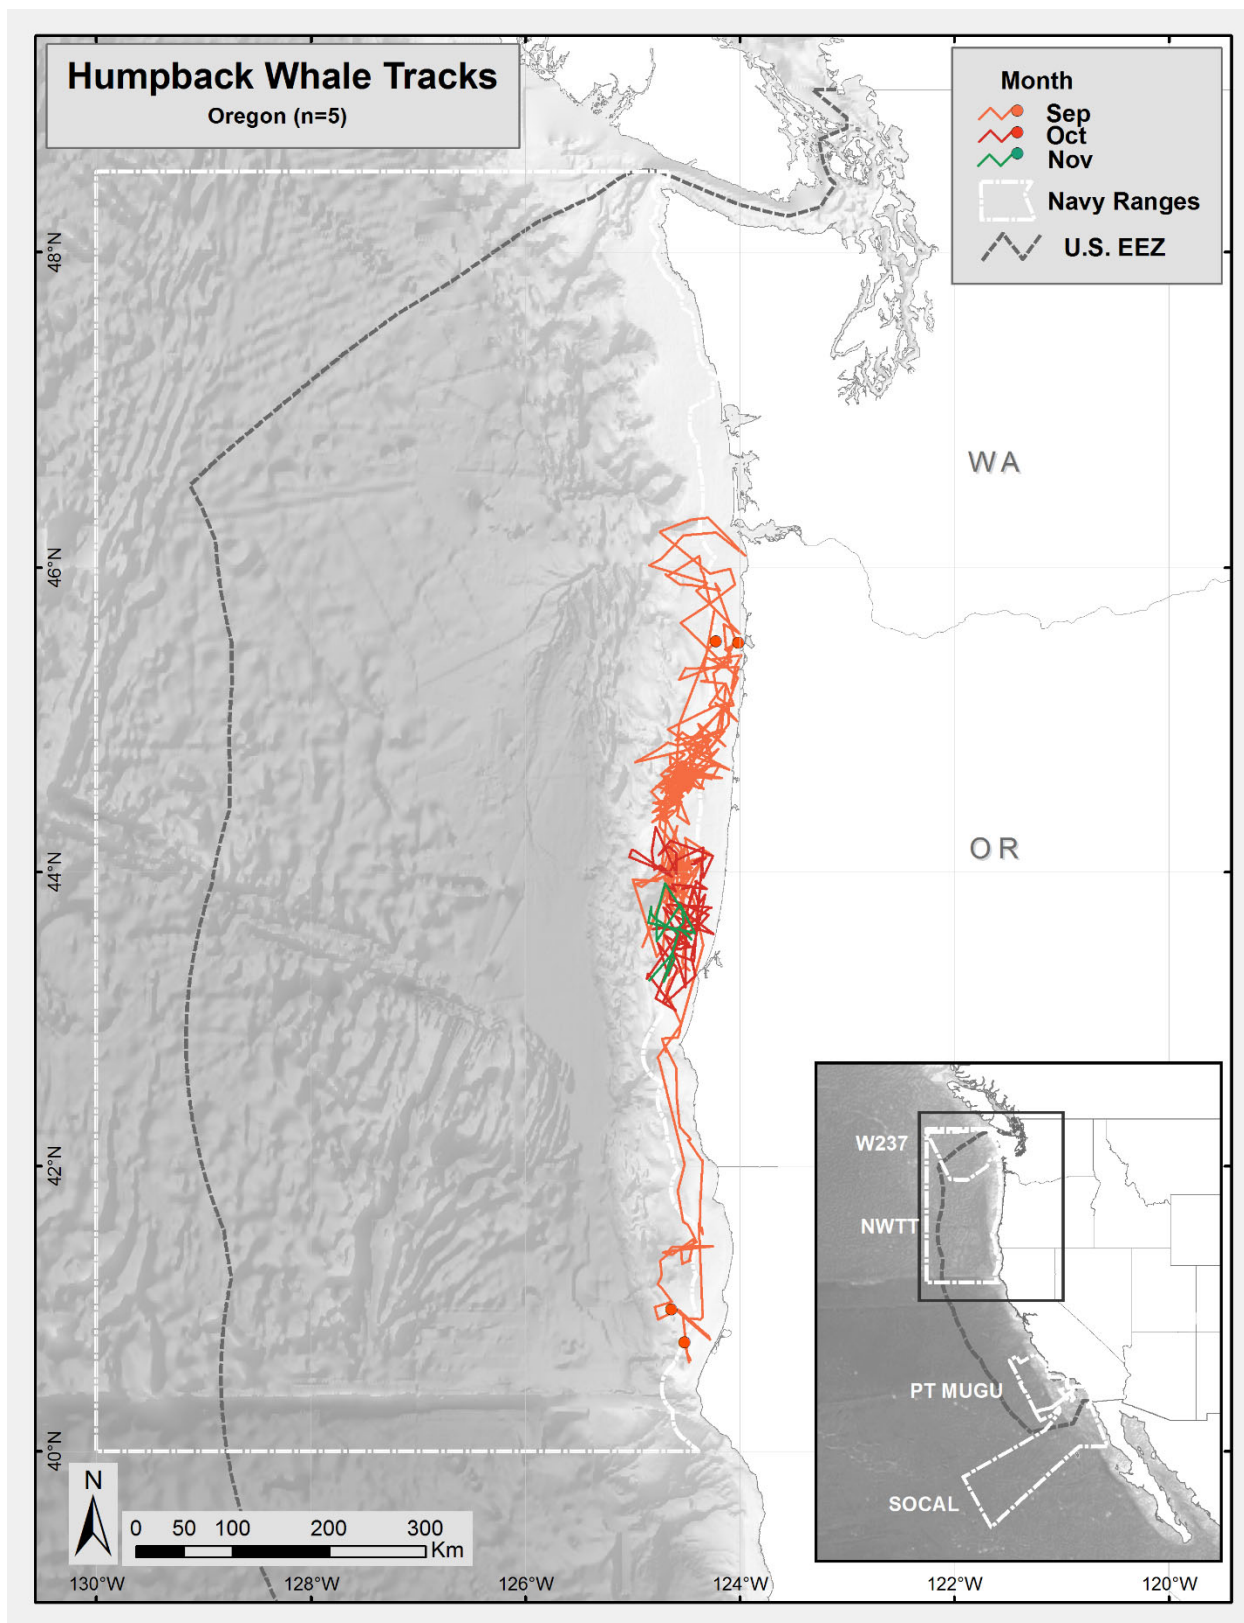 Humpback Whale Tracks
Oregon (n=5)
Month
Sep
Oct
Nov
Navy Ranges
U.S. EEZ
48°N
46°N
44°N
42°N
40°N
WA
OR
W237
NWTT
PT MUGU
SOCAL
N
0 50 100 200 300
Km
130°W 128°W 126°W 124°W 122°W 120°W